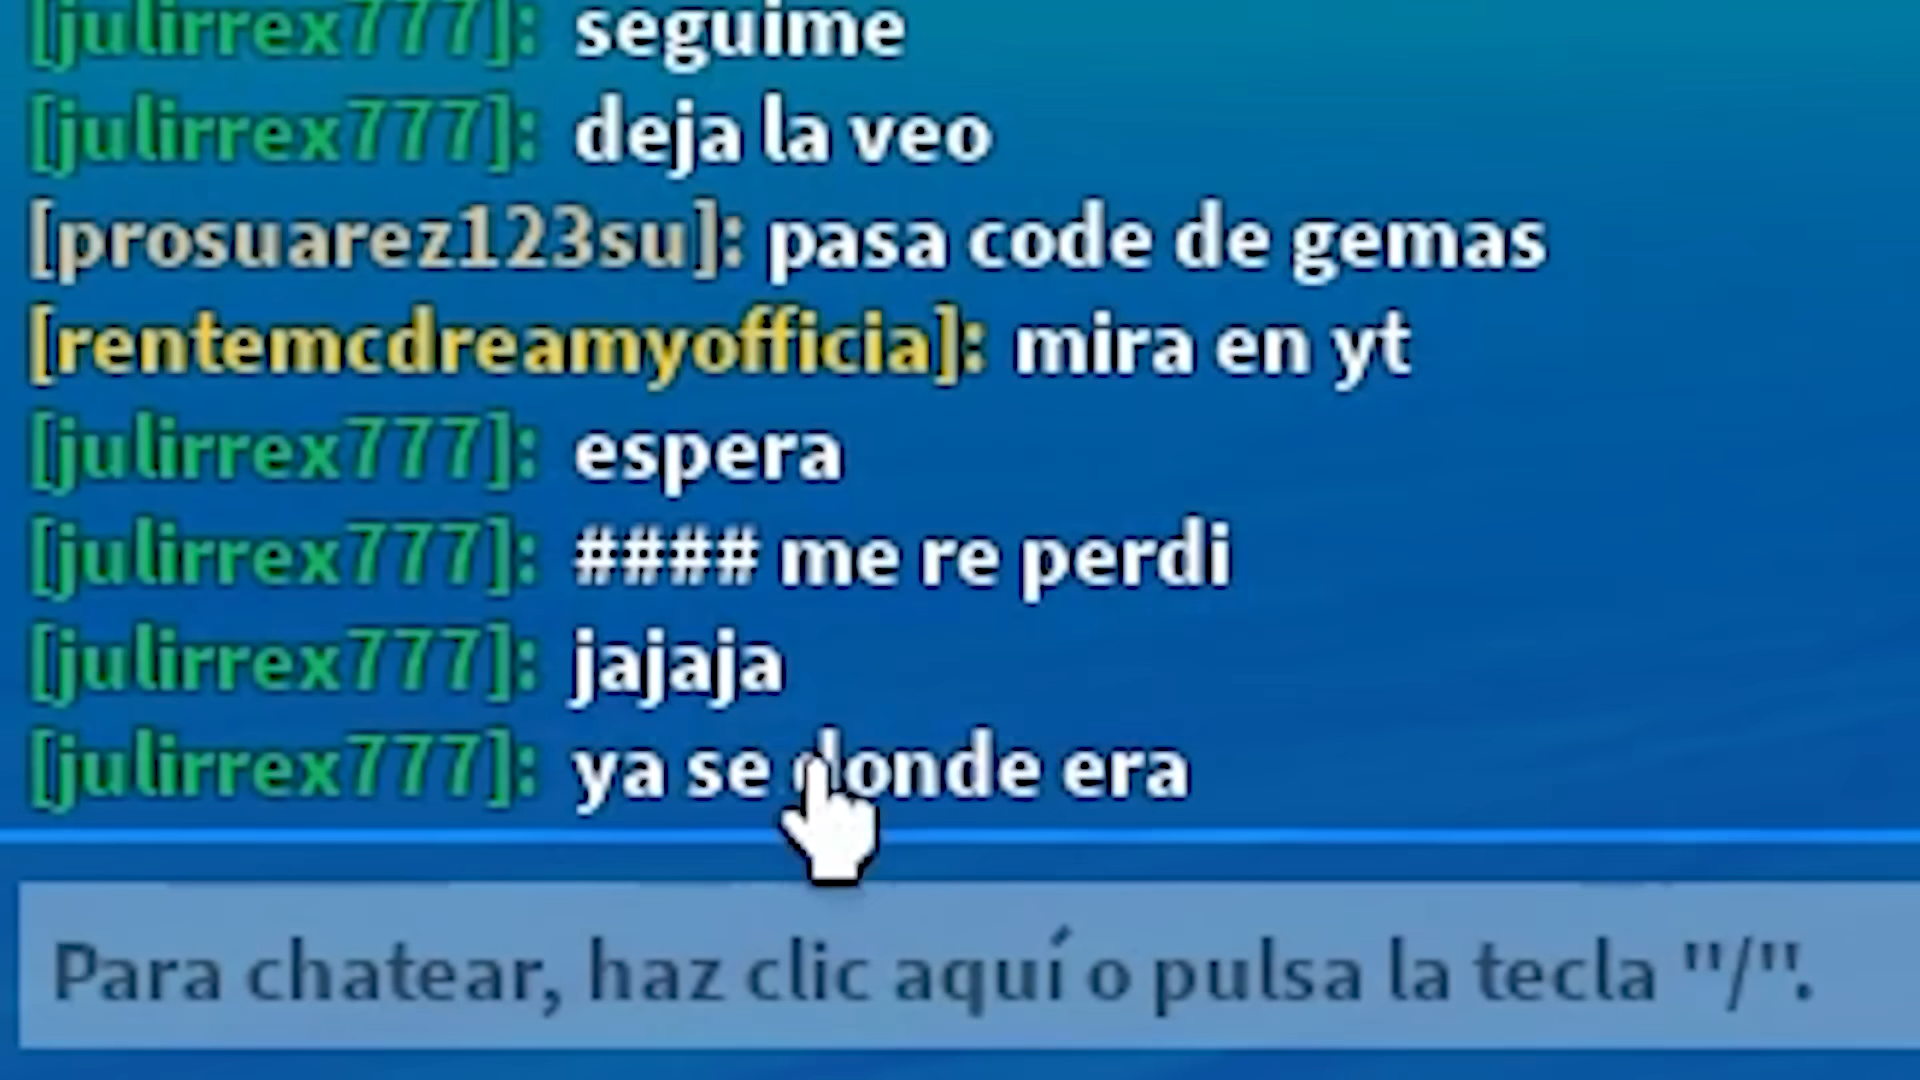 [julirrex777]: seguime
[julirrex777]: deja la veo
[prosuarez123su]: pasa code de gemas
[rentemcdreamyofficia]: mira en yt
[julirrex777]: espera
[julirrex777]: #### me re perdi
[julirrex777]: jajaja
[julirrex777]: ya se donde era
Para chatear, haz clic aquí o pulsa la tecla "/".